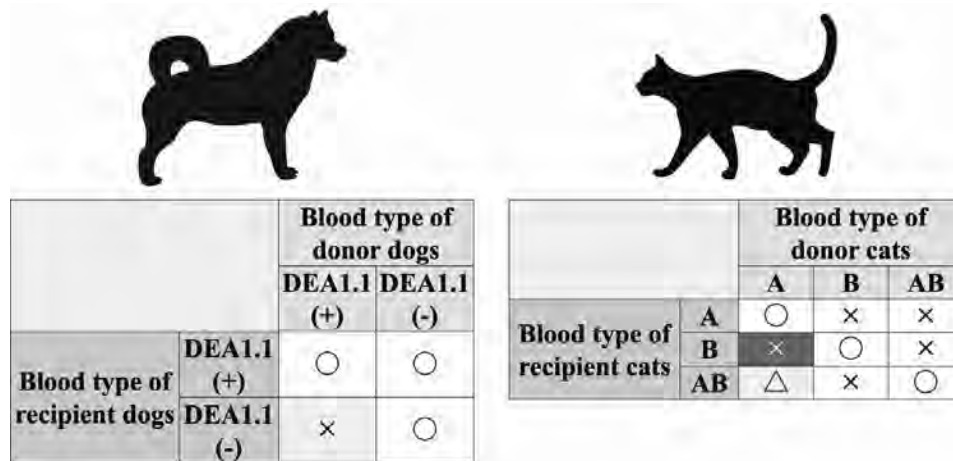 Blood type of
donor dogs
DEA1.1 DEA1.1
(+) (-)
Blood type of
recipient dogs
DEA1.1
(+)
○ ○
DEA1.1
(-)
× ○
Blood type of
donor cats
A B AB
Blood type of
recipient cats
A ○ × ×
B × ○ ×
AB △ × ○